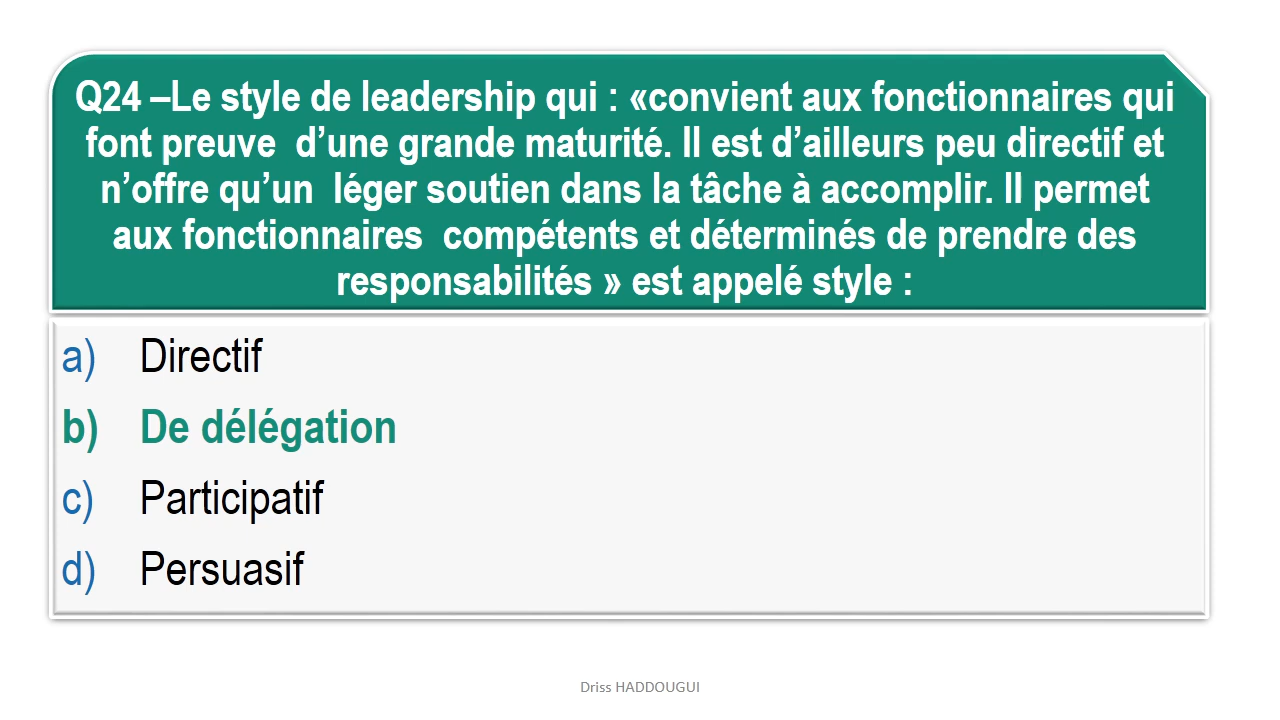 Q24 –Le style de leadership qui : «convient aux fonctionnaires qui
font preuve d’une grande maturité. Il est d’ailleurs peu directif et
n’offre qu’un léger soutien dans la tâche à accomplir. Il permet
aux fonctionnaires compétents et déterminés de prendre des
responsabilités » est appelé style :
a) Directif
b) De délégation
c) Participatif
d) Persuasif
Driss HADDOUGUI